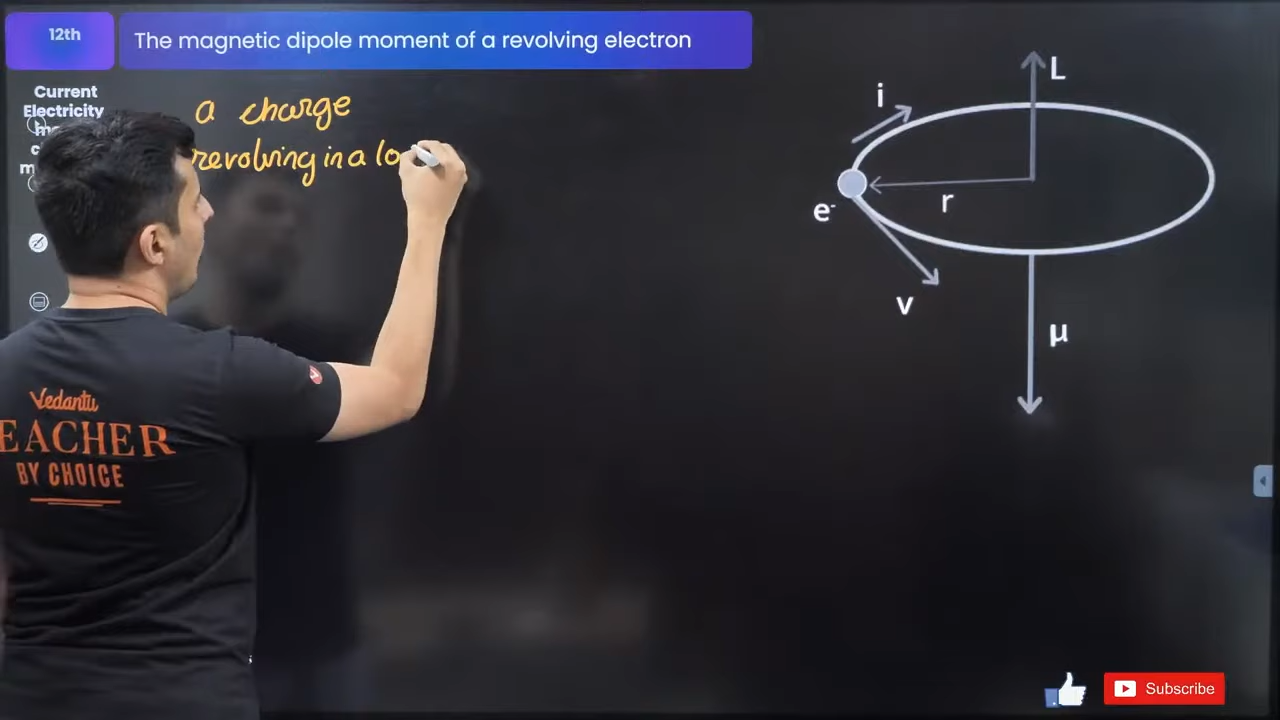 12th
The magnetic dipole moment of a revolving electron
Current
Electricity
a charge
revolving in a lo
i
L
e-
r
v
μ
Vedantu
EACHER
BY CHOICE
Subscribe